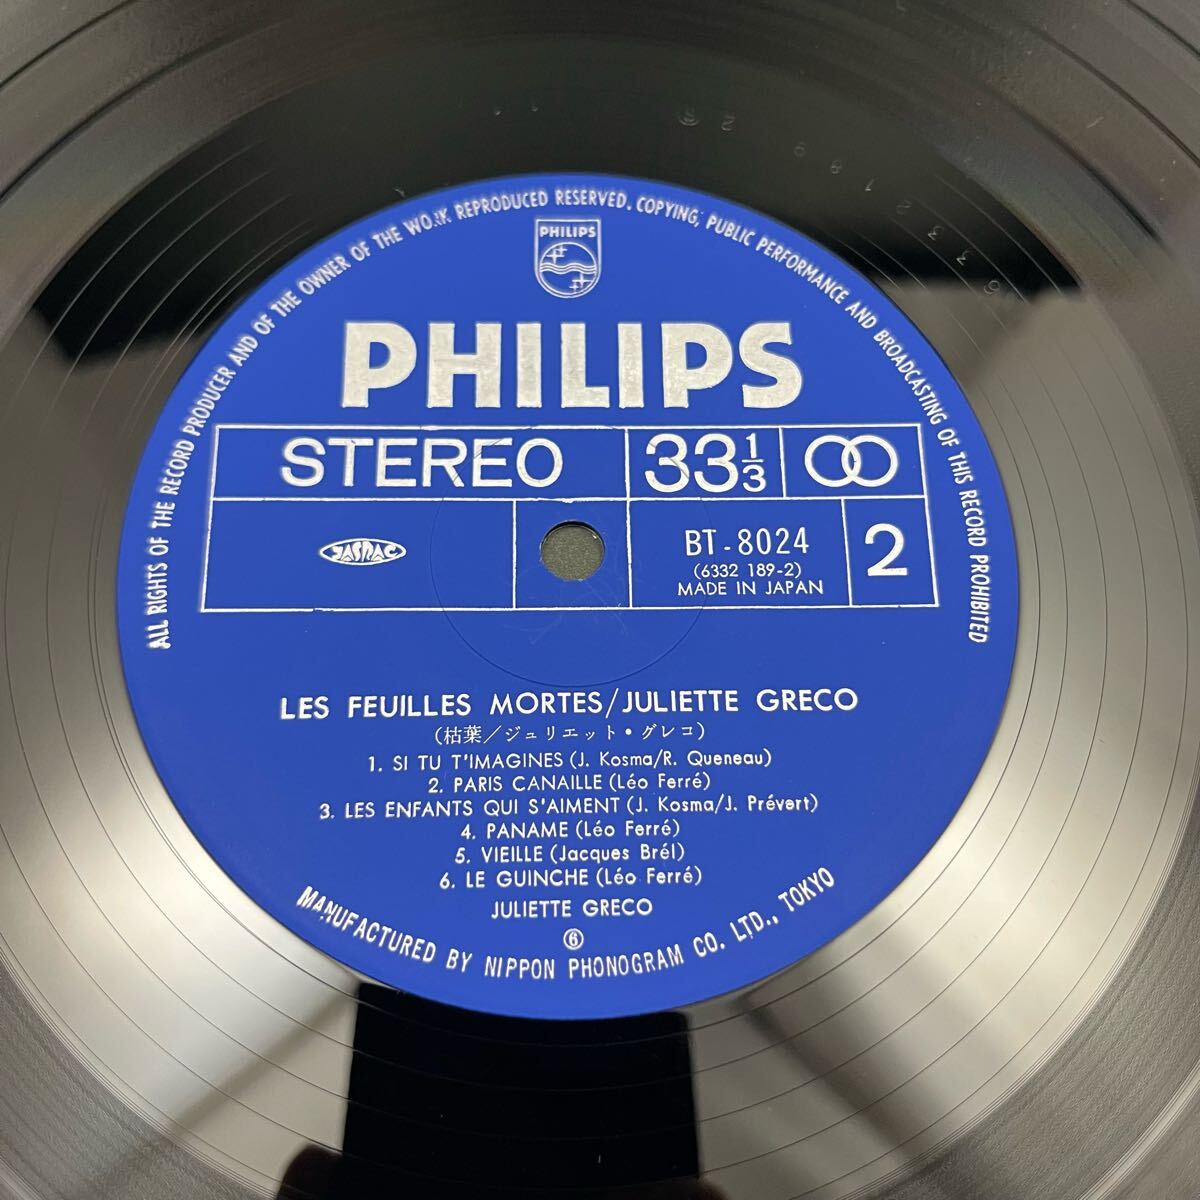 ALL RIGHTS OF THE RECORD PRODUCER AND OF THE OWNER OF THE WORK REPRODUCED RESERVED. COPYING, PUBLIC PERFORMANCE AND BROADCASTING OF THIS RECORD PROHIBITED
PHILIPS
PHILIPS
STEREO
33 1/3
JASRAC
BT-8024
(6332 189-2)
MADE IN JAPAN
2
LES FEUILLES MORTES/JULIETTE GRECO
(枯葉/ジュリエット・グレコ)
1. SI TU T'IMAGINES (J. Kosma/R. Queneau)
2. PARIS CANAILLE (Léo Ferré)
3. LES ENFANTS QUI S'AIMENT (J. Kosma/J. Prévert)
4. PANAME (Léo Ferré)
5. VIEILLE (Jacques Brél)
6. LE GUINCHE (Léo Ferré)
JULIETTE GRECO
⑥
MANUFACTURED BY NIPPON PHONOGRAM CO. LTD., TOKYO